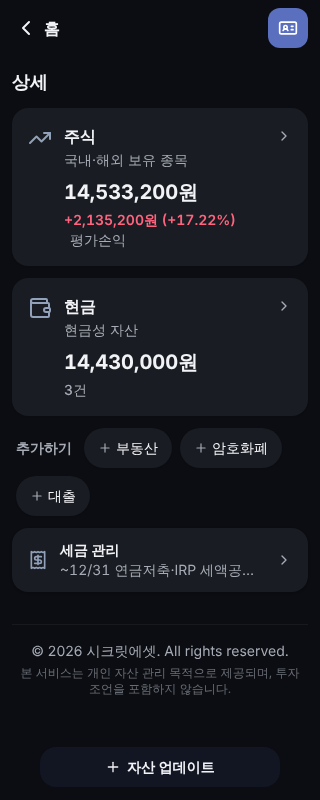 홈
상세
주식
국내·해외 보유 종목
14,533,200원
+2,135,200원 (+17.22%)
평가손익
현금
현금성 자산
14,430,000원
3건
추가하기
+ 부동산
+ 암호화폐
+ 대출
세금 관리
~12/31 연금저축·IRP 세액공...
© 2026 시크릿에셋. All rights reserved.
본 서비스는 개인 자산 관리 목적으로 제공되며, 투자
조언을 포함하지 않습니다.
+ 자산 업데이트